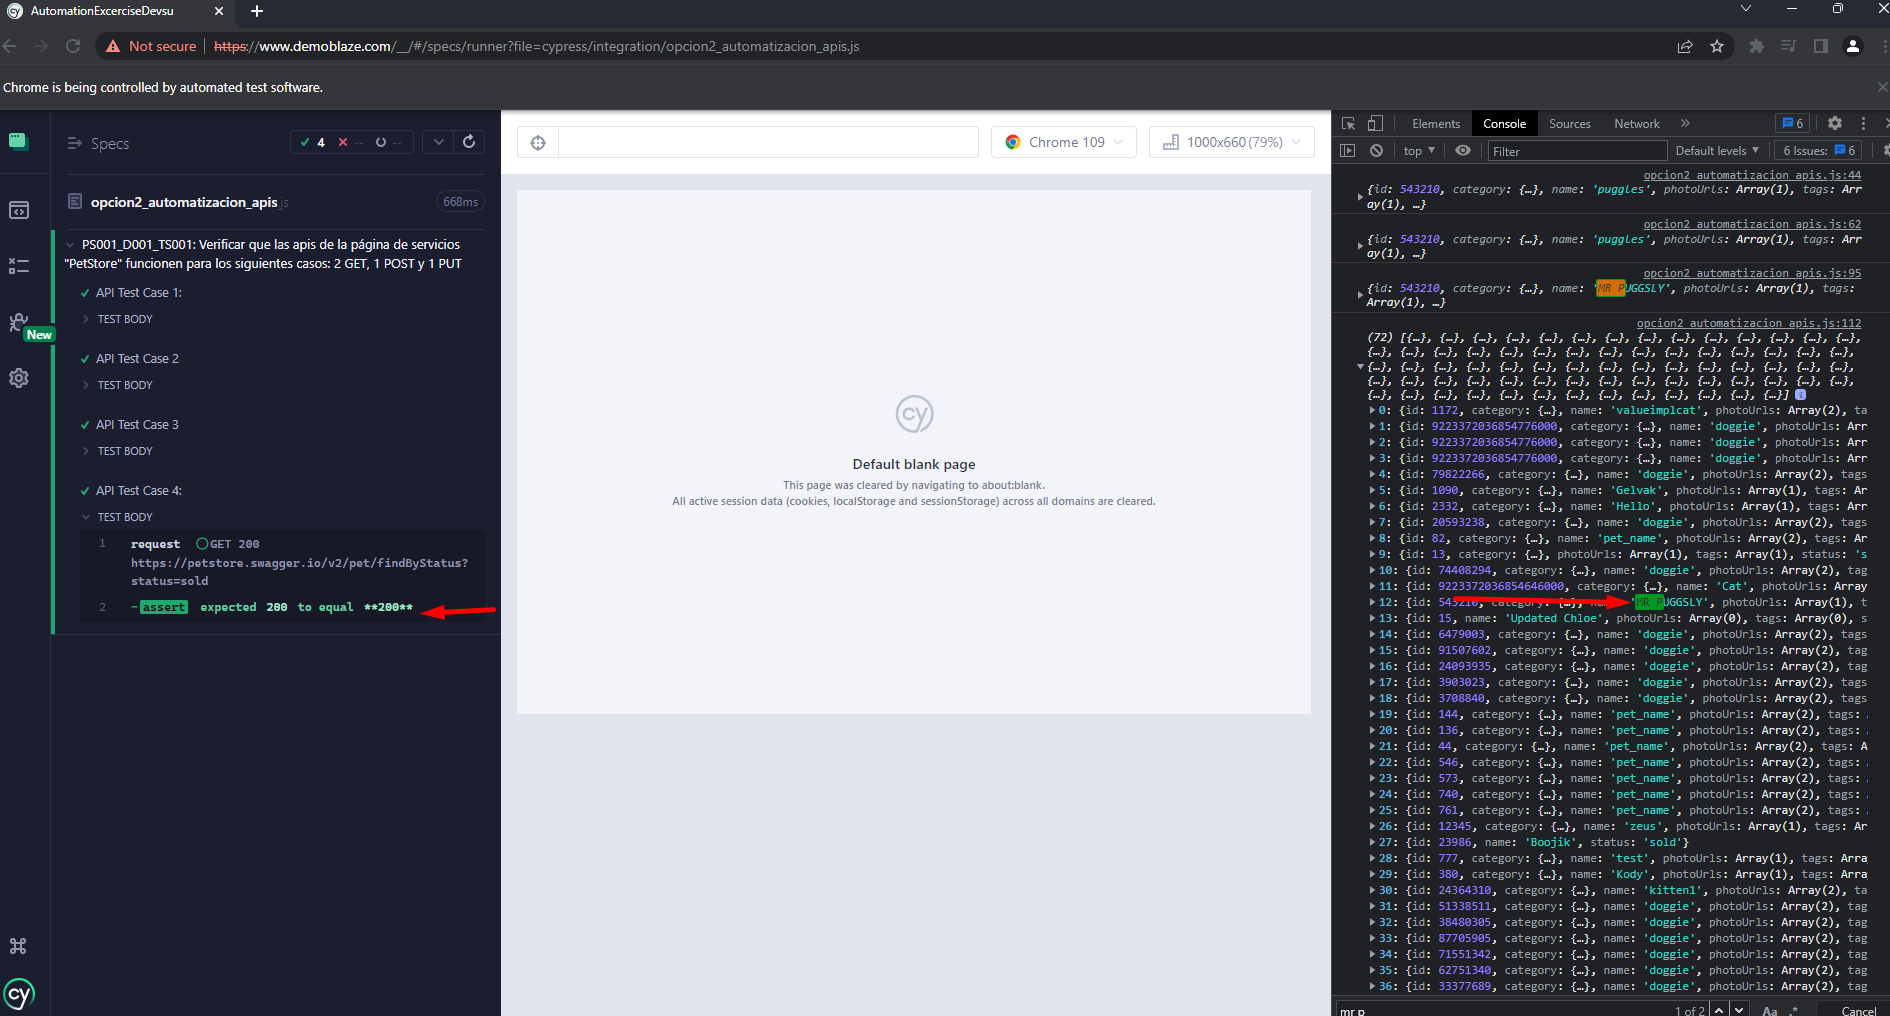 AutomationExcerciseDevsu
Not secure https://www.demoblaze.com/__/#/specs/runner?file=cypress/integration/opcion2_automatizacion_apis.js
Chrome is being controlled by automated test software.
Specs
4 -- --
opcion2_automatizacion_apis js 668ms
PS001_D001_TS001: Verificar que las apis de la página de servicios
"PetStore" funcionen para los siguientes casos: 2 GET, 1 POST y 1 PUT
API Test Case 1:
TEST BODY
New
API Test Case 2
TEST BODY
API Test Case 3
TEST BODY
API Test Case 4:
TEST BODY
1 request GET 200
https://petstore.swagger.io/v2/pet/findByStatus?
status=sold
2 -assert expected 200 to equal **200**
cy
Chrome 109
1000x660 (79%)
cy
Default blank page
This page was cleared by navigating to about:blank.
All active session data (cookies, localStorage and sessionStorage) across all domains are cleared.
Elements Console Sources Network » 6
top Filter Default levels 6 Issues: 6
opcion2_automatizacion_apis.js:44
{id: 543210, category: {…}, name: 'puggles', photoUrls: Array(1), tags: Arr
ay(1), …}
opcion2_automatizacion_apis.js:62
{id: 543210, category: {…}, name: 'puggles', photoUrls: Array(1), tags: Arr
ay(1), …}
opcion2_automatizacion_apis.js:95
{id: 543210, category: {…}, name: 'MR PUGGSLY', photoUrls: Array(1), tags:
Array(1), …}
opcion2_automatizacion_apis.js:112
(72) [{…}, {…}, {…}, {…}, {…}, {…}, {…}, {…}, {…}, {…}, {…}, {…}, {…}, {…},
{…}, {…}, {…}, {…}, {…}, {…}, {…}, {…}, {…}, {…}, {…}, {…}, {…}, {…}, {…},
{…}, {…}, {…}, {…}, {…}, {…}, {…}, {…}, {…}, {…}, {…}, {…}, {…}, {…}, {…},
{…}, {…}, {…}, {…}, {…}, {…}, {…}, {…}, {…}, {…}, {…}, {…}, {…}, {…}, {…},
{…}, {…}, {…}, {…}, {…}, {…}, {…}, {…}, {…}, {…}, {…}, {…}, {…}] i
0: {id: 1172, category: {…}, name: 'valueimplcat', photoUrls: Array(2), ta
1: {id: 9223372036854776000, category: {…}, name: 'doggie', photoUrls: Arr
2: {id: 9223372036854776000, category: {…}, name: 'doggie', photoUrls: Arr
3: {id: 9223372036854776000, category: {…}, name: 'doggie', photoUrls: Arr
4: {id: 79822266, category: {…}, name: 'doggie', photoUrls: Array(2), tags
5: {id: 1090, category: {…}, name: 'Gelvak', photoUrls: Array(1), tags: Ar
6: {id: 2332, category: {…}, name: 'Hello', photoUrls: Array(1), tags: Arr
7: {id: 20593238, category: {…}, name: 'doggie', photoUrls: Array(2), tags
8: {id: 82, category: {…}, name: 'pet_name', photoUrls: Array(2), tags: Ar
9: {id: 13, category: {…}, photoUrls: Array(1), tags: Array(1), status: 's
10: {id: 74408294, category: {…}, name: 'doggie', photoUrls: Array(2), tag
11: {id: 9223372036854646000, category: {…}, name: 'Cat', photoUrls: Array
12: {id: 543210, category: {…}, name: 'MR PUGGSLY', photoUrls: Array(1), t
13: {id: 15, name: 'Updated Chloe', photoUrls: Array(0), tags: Array(0), s
14: {id: 6479003, category: {…}, name: 'doggie', photoUrls: Array(2), tags
15: {id: 91507602, category: {…}, name: 'doggie', photoUrls: Array(2), tag
16: {id: 24093935, category: {…}, name: 'doggie', photoUrls: Array(2), tag
17: {id: 3903023, category: {…}, name: 'doggie', photoUrls: Array(2), tags
18: {id: 3708840, category: {…}, name: 'doggie', photoUrls: Array(2), tags
19: {id: 144, category: {…}, name: 'pet_name', photoUrls: Array(2), tags:
20: {id: 136, category: {…}, name: 'pet_name', photoUrls: Array(2), tags:
21: {id: 44, category: {…}, name: 'pet_name', photoUrls: Array(2), tags: A
22: {id: 546, category: {…}, name: 'pet_name', photoUrls: Array(2), tags:
23: {id: 573, category: {…}, name: 'pet_name', photoUrls: Array(2), tags:
24: {id: 740, category: {…}, name: 'pet_name', photoUrls: Array(2), tags:
25: {id: 761, category: {…}, name: 'pet_name', photoUrls: Array(2), tags:
26: {id: 12345, category: {…}, name: 'zeus', photoUrls: Array(1), tags: Ar
27: {id: 23986, name: 'Boojik', status: 'sold'}
28: {id: 777, category: {…}, name: 'test', photoUrls: Array(1), tags: Arra
29: {id: 380, category: {…}, name: 'Kody', photoUrls: Array(1), tags: Arra
30: {id: 24364310, category: {…}, name: 'kitten1', photoUrls: Array(2), ta
31: {id: 51338511, category: {…}, name: 'doggie', photoUrls: Array(2), tag
32: {id: 38480305, category: {…}, name: 'doggie', photoUrls: Array(2), tag
33: {id: 87705905, category: {…}, name: 'doggie', photoUrls: Array(2), tag
34: {id: 71551342, category: {…}, name: 'doggie', photoUrls: Array(2), tag
35: {id: 62751340, category: {…}, name: 'doggie', photoUrls: Array(2), tag
36: {id: 33377689, category: {…}, name: 'doggie', photoUrls: Array(2), tag
mr p 1 of 2 Aa .* Cancel